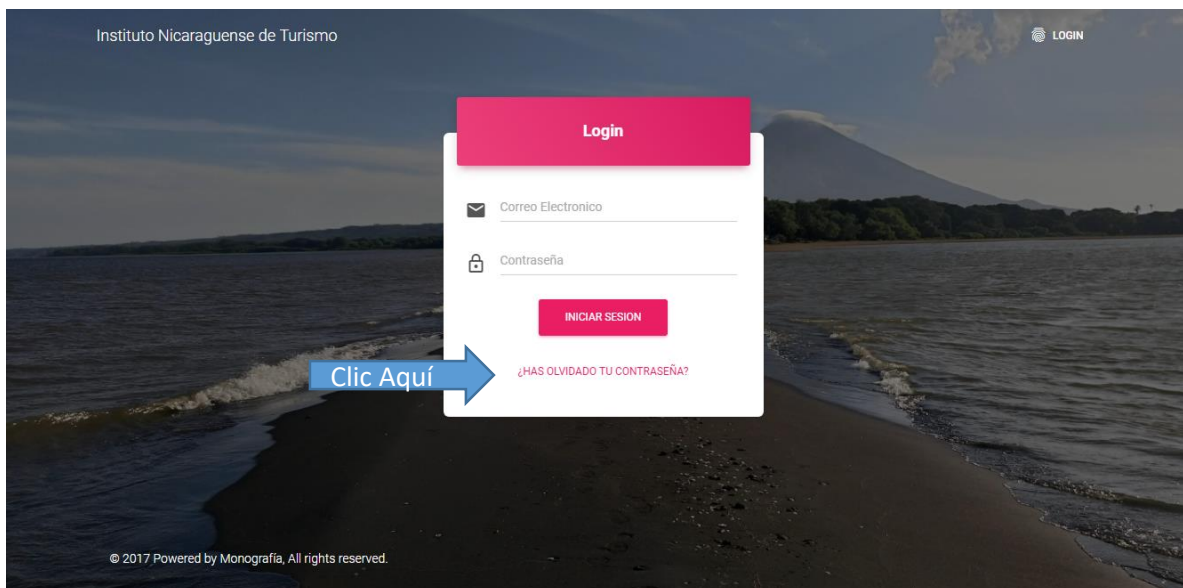 Instituto Nicaraguense de Turismo
LOGIN
Login
Correo Electronico
Contraseña
INICIAR SESION
Clic Aquí
¿HAS OLVIDADO TU CONTRASEÑA?
© 2017 Powered by Monografía, All rights reserved.